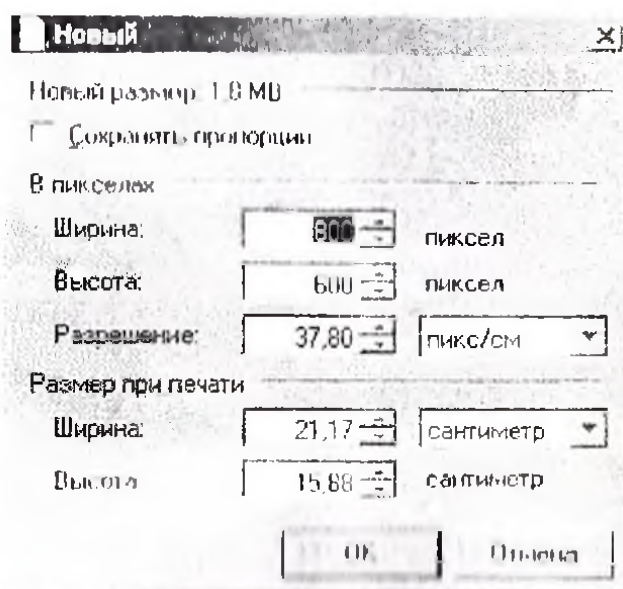 Новый
Новый размер: 1,8 MB
Сохранять пропорции
В пикселах
Ширина: 800 пиксел
Высота: 600 пиксел
Разрешение: 37,80 пикс/см
Размер при печати
Ширина: 21,17 сантиметр
Высота 15,88 сантиметр
OK Отмена